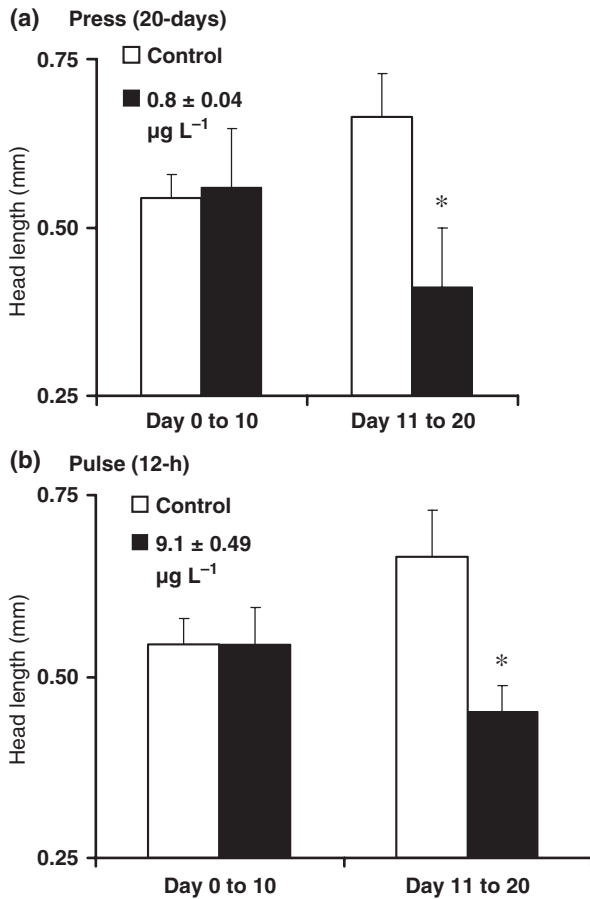 (a) Press (20-days)
0.75
Control
0.8 ± 0.04
µg L⁻¹
*
0.50
Head length (mm)
0.25
Day 0 to 10 Day 11 to 20
(b) Pulse (12-h)
0.75
Control
9.1 ± 0.49
µg L⁻¹
*
0.50
Head length (mm)
0.25
Day 0 to 10 Day 11 to 20